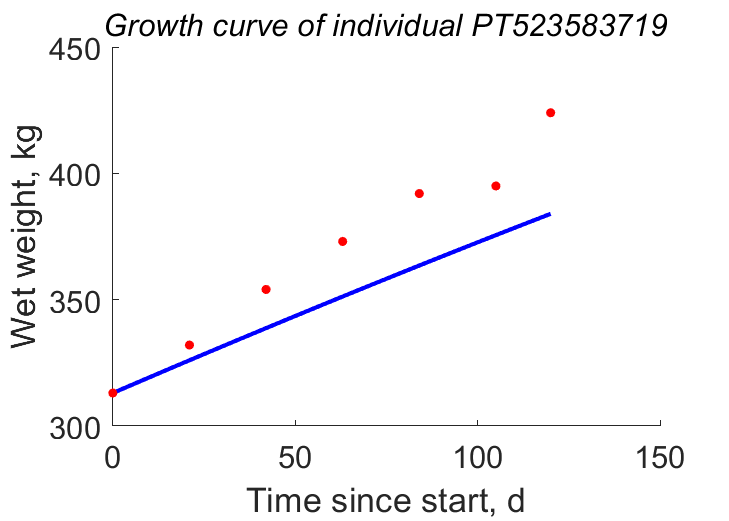 Growth curve of individual PT523583719
450
400
350
300
Wet weight, kg
0 50 100 150
Time since start, d